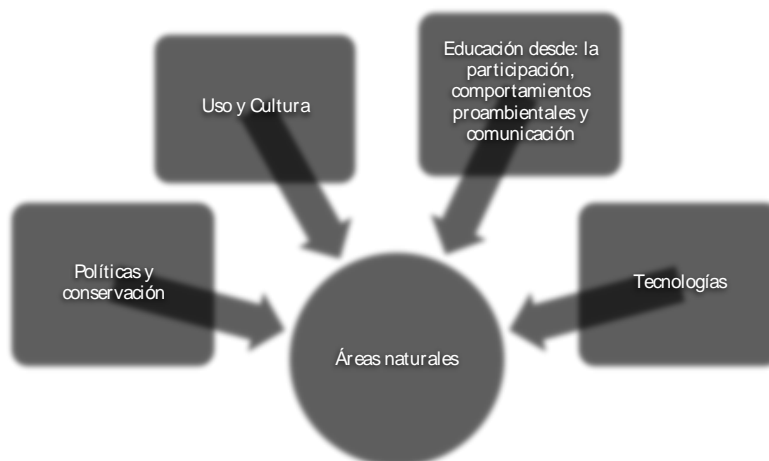 Educación desde: la
participación,
comportamientos
proambientales y
comunicación
Uso y Cultura
Políticas y
conservación
Tecnologías
Áreas naturales